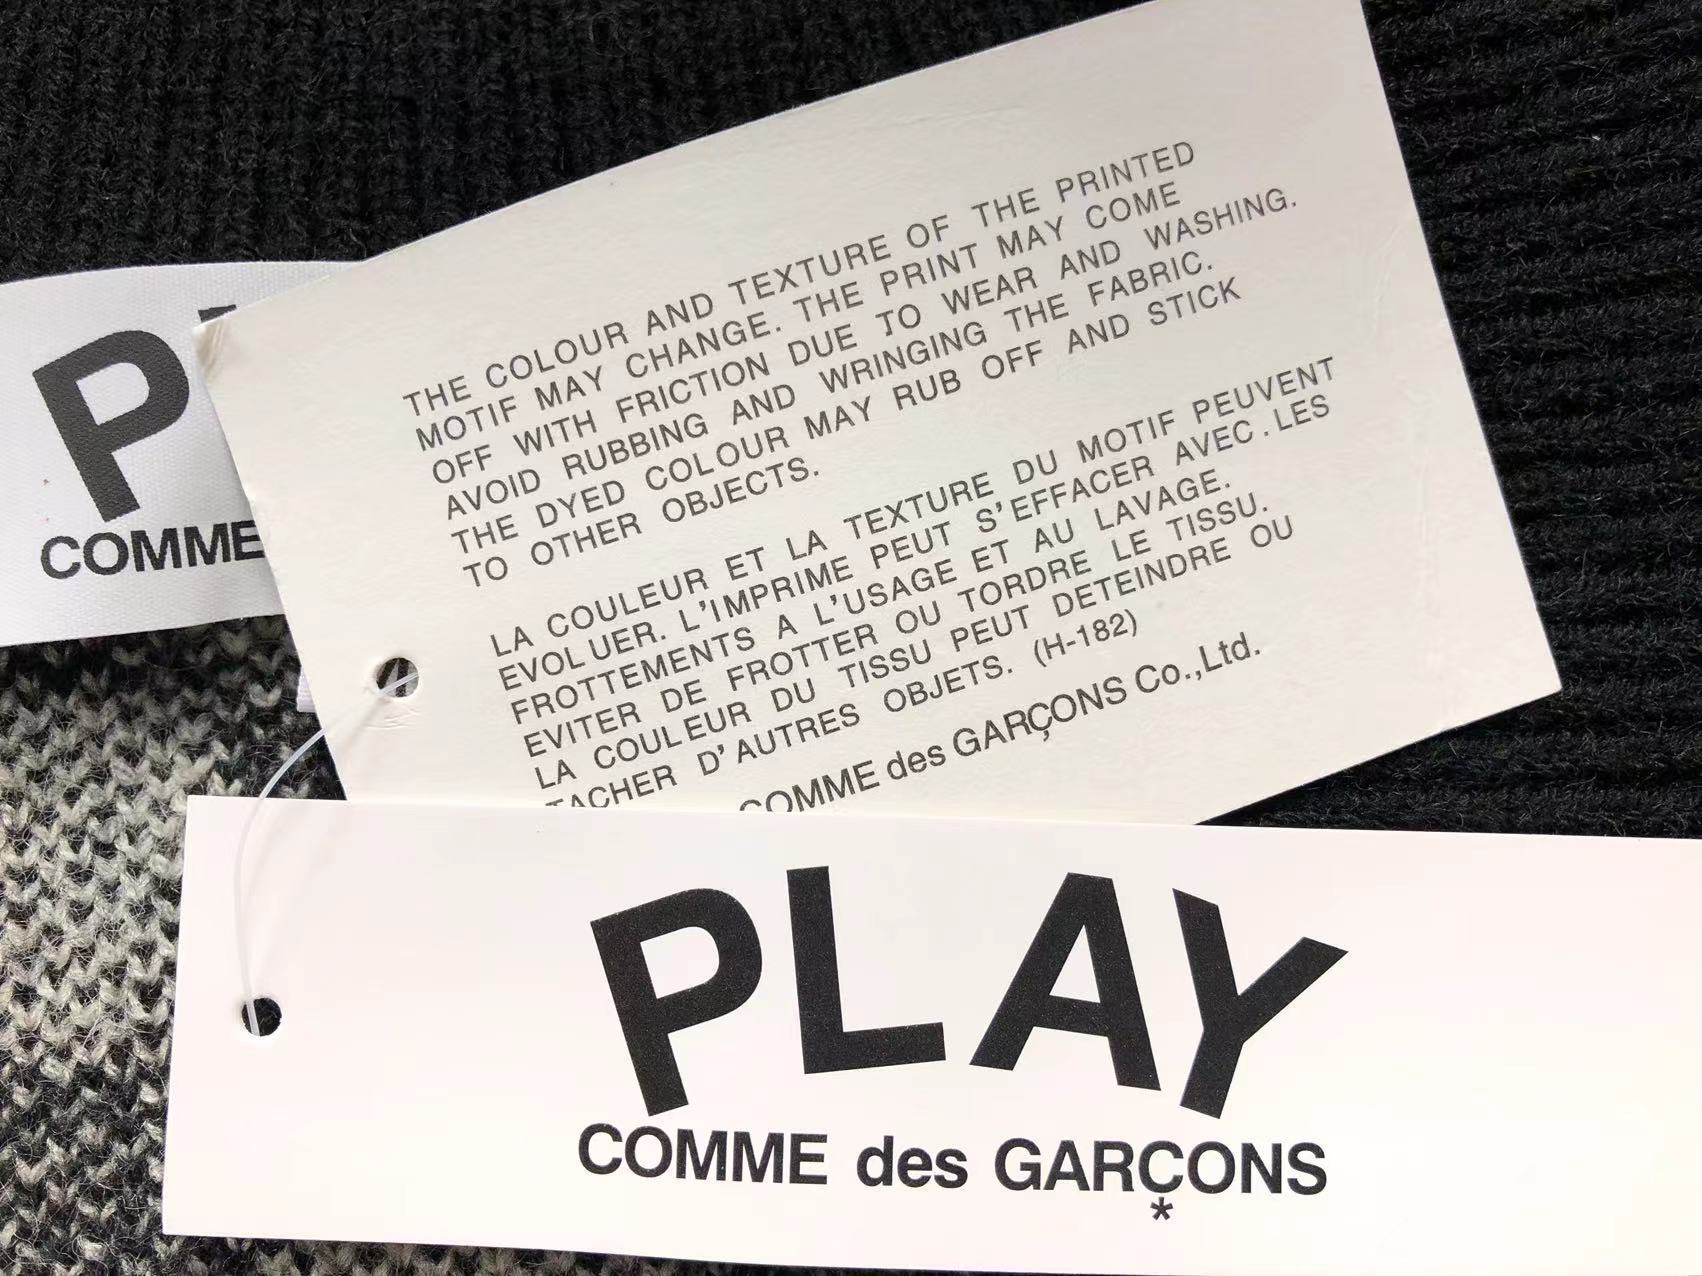 P
COMME
THE COLOUR AND TEXTURE OF THE PRINTED
MOTIF MAY CHANGE. THE PRINT MAY COME
OFF WITH FRICTION DUE TO WEAR AND WASHING.
AVOID RUBBING AND WRINGING THE FABRIC.
THE DYED COLOUR MAY RUB OFF AND STICK
TO OTHER OBJECTS.
LA COULEUR ET LA TEXTURE DU MOTIF PEUVENT
EVOLUER. L'IMPRIME PEUT S'EFFACER AVEC. LES
FROTTEMENTS A L'USAGE ET AU LAVAGE.
EVITER DE FROTTER OU TORDRE LE TISSU.
LA COULEUR DU TISSU PEUT DETEINDRE OU
TACHER D'AUTRES OBJETS. (H-182)
COMME des GARÇONS Co.,Ltd.
PLAY
COMME des GARÇONS
*